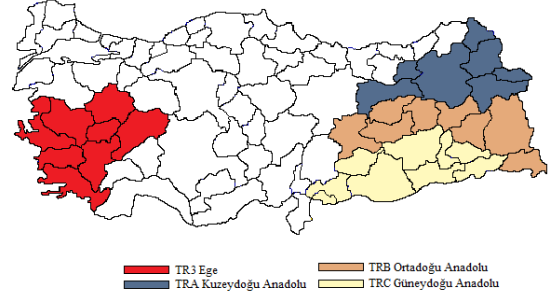 TR3 Ege
TRB Ortadoğu Anadolu
TRA Kuzeydoğu Anadolu
TRC Güneydoğu Anadolu